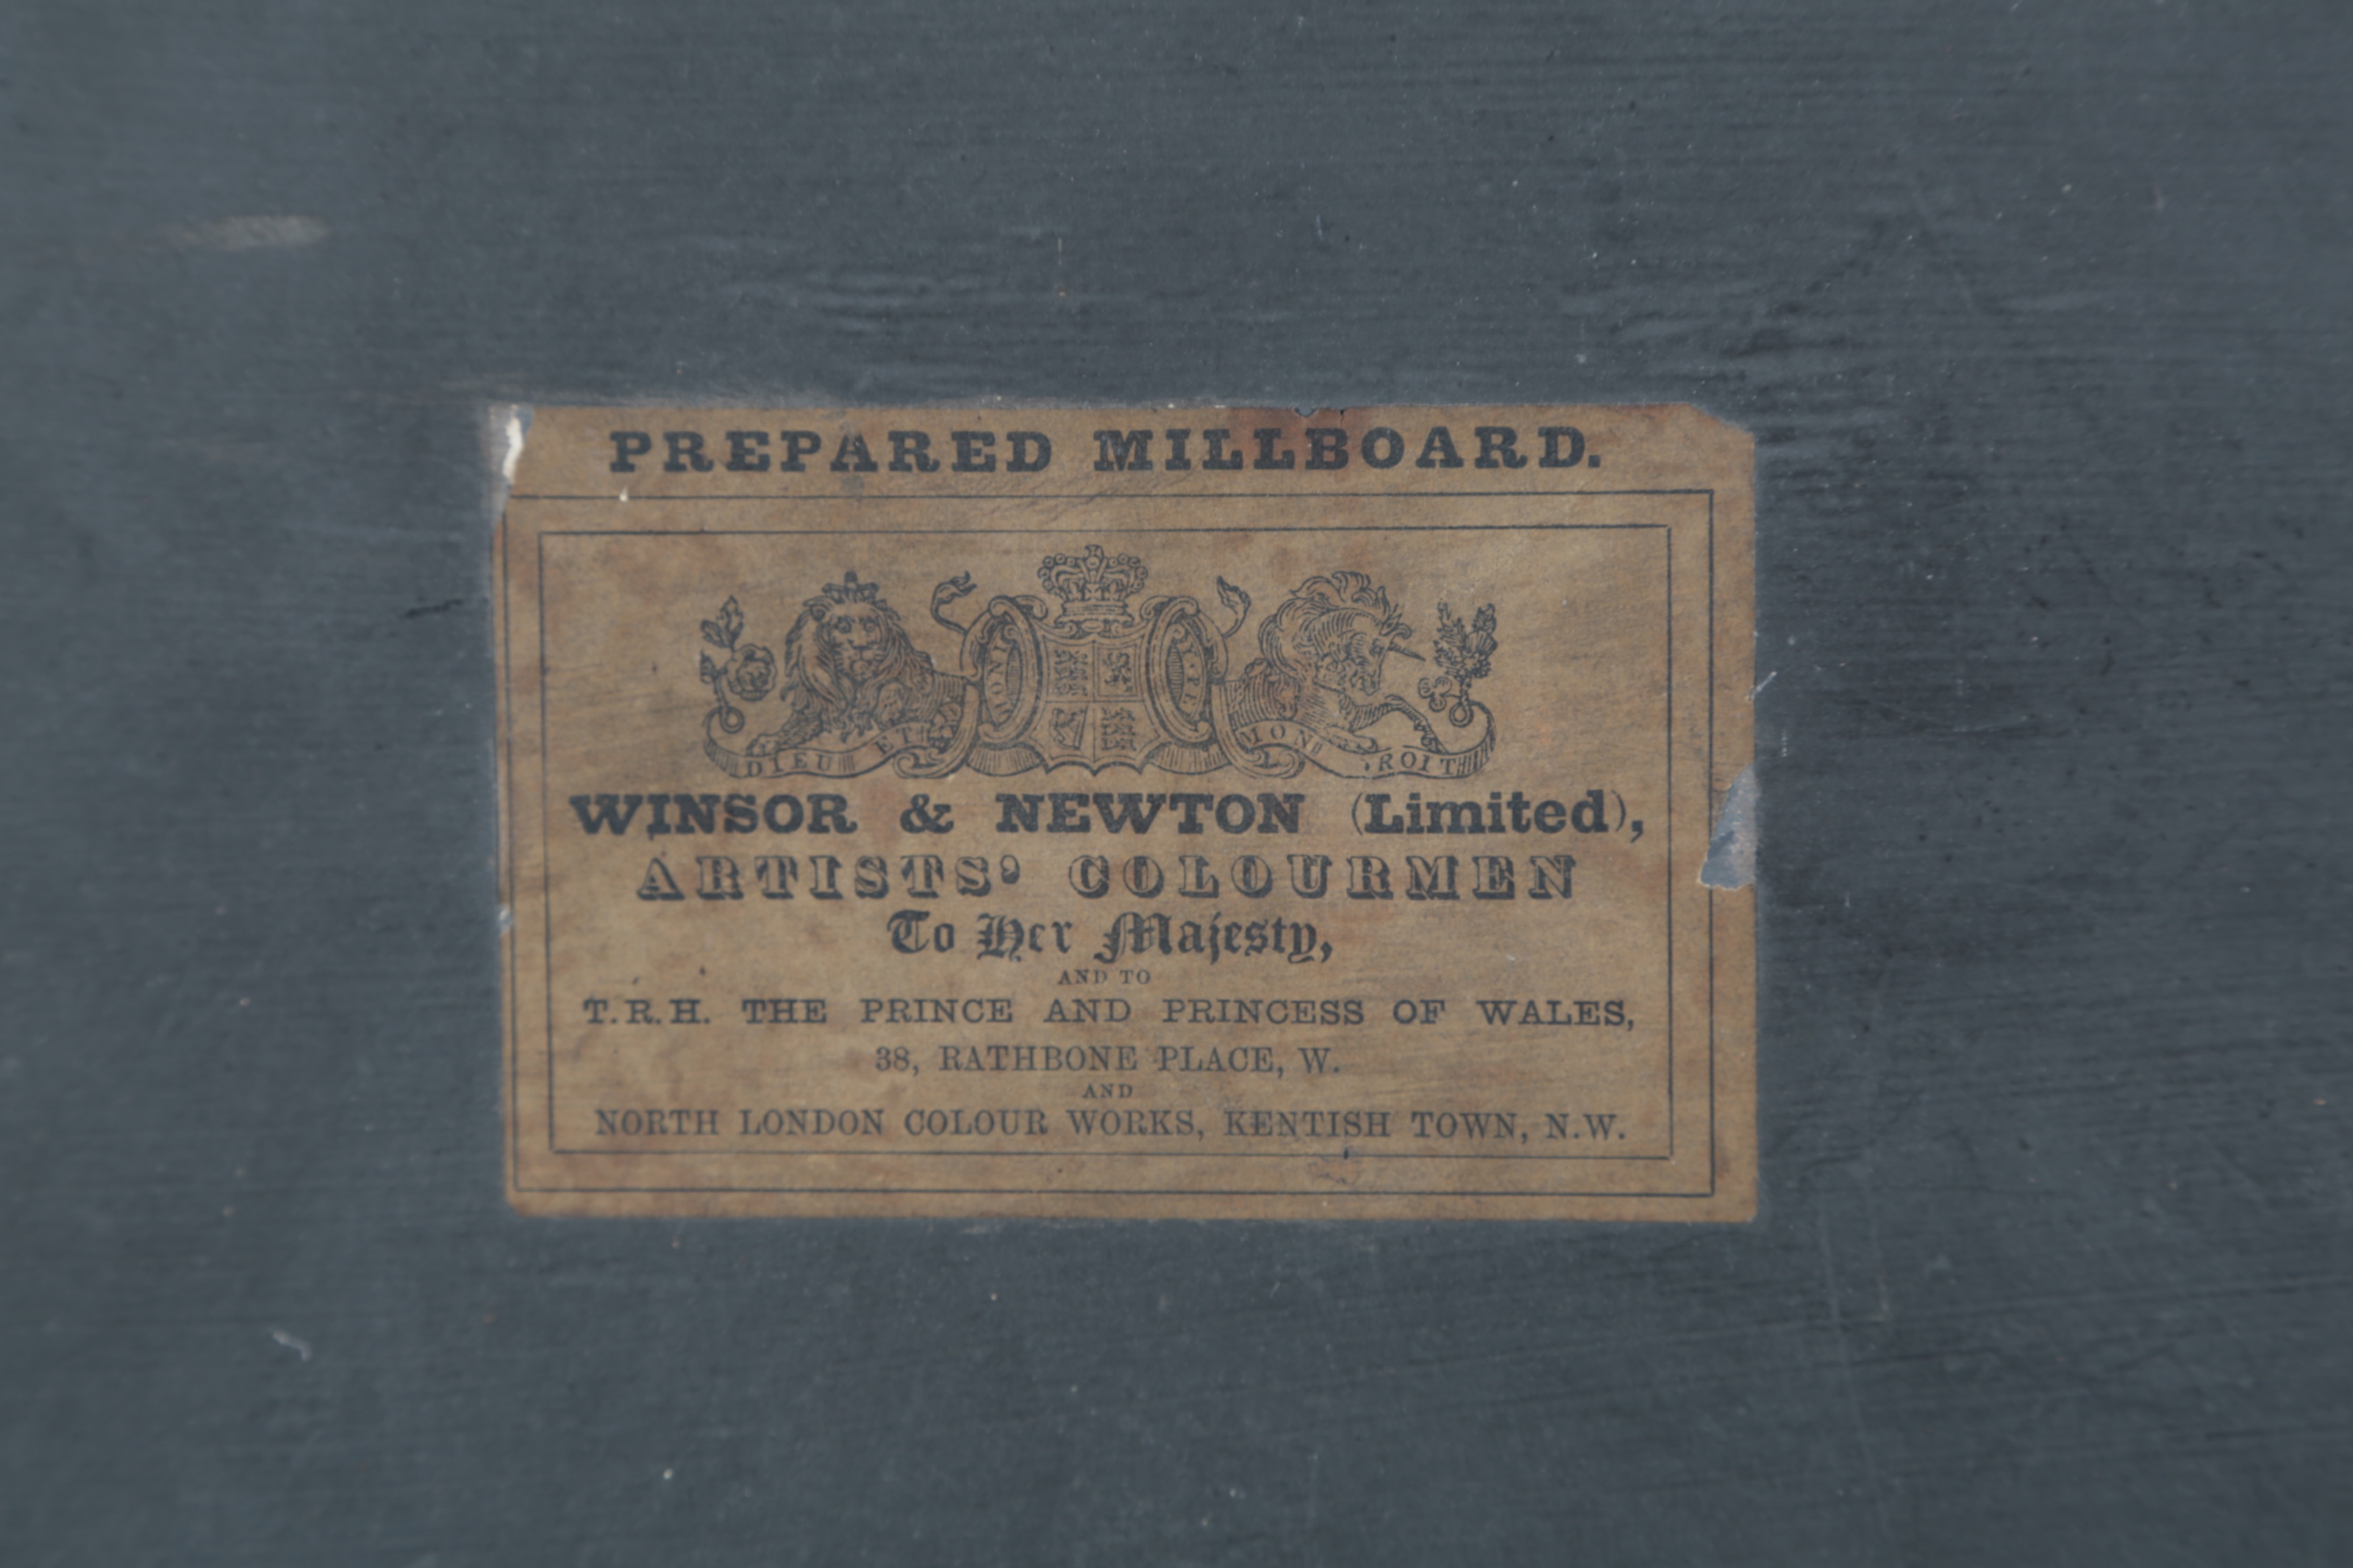 PREPARED MILLBOARD.
DIEU ET MON ROIT
WINSOR & NEWTON (Limited),
ARTISTS' COLOURMEN
To Her Majesty,
AND TO
T.R.H. THE PRINCE AND PRINCESS OF WALES,
38, RATHBONE PLACE, W.
AND
NORTH LONDON COLOUR WORKS, KENTISH TOWN, N.W.